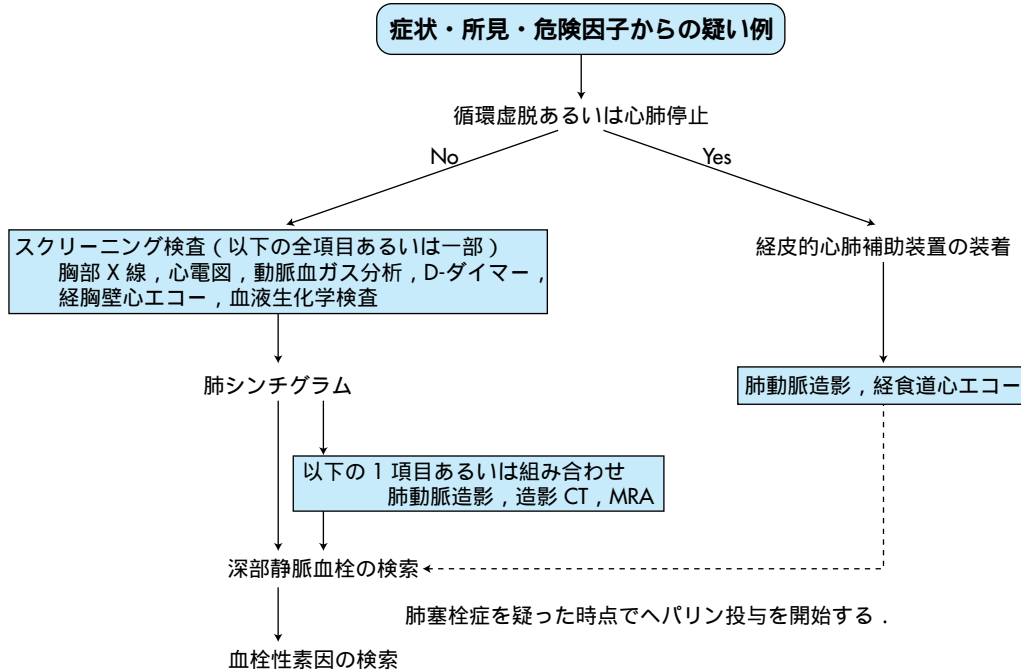 症状・所見・危険因子からの疑い例
循環虚脱あるいは心肺停止
No
Yes
スクリーニング検査（以下の全項目あるいは一部）
胸部 X 線，心電図，動脈血ガス分析，D-ダイマー，
経胸壁心エコー，血液生化学検査
経皮的心肺補助装置の装着
肺シンチグラム
肺動脈造影，経食道心エコー
以下の 1 項目あるいは組み合わせ
肺動脈造影，造影 CT，MRA
深部静脈血栓の検索
肺塞栓症を疑った時点でヘパリン投与を開始する．
血栓性素因の検索